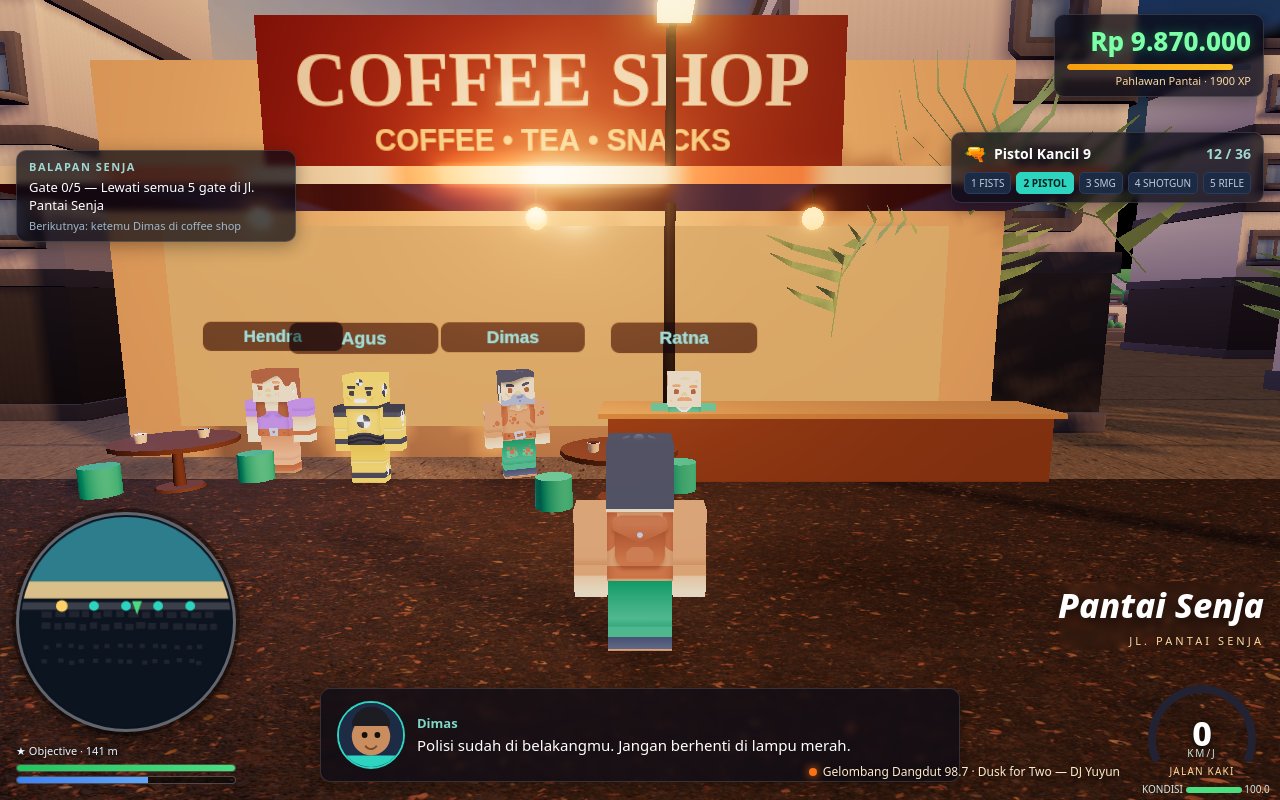 COFFEE SHOP
COFFEE • TEA • SNACKS
Rp 9.870.000
Pahlawan Pantai · 1900 XP
BALAPAN SENJA
Gate 0/5 — Lewati semua 5 gate di Jl.
Pantai Senja
Berikutnya: ketemu Dimas di coffee shop
Pistol Kancil 9
12 / 36
1 FISTS
2 PISTOL
3 SMG
4 SHOTGUN
5 RIFLE
Hendra
Agus
Dimas
Ratna
Pantai Senja
JL. PANTAI SENJA
Dimas
Polisi sudah di belakangmu. Jangan berhenti di lampu merah.
★ Objective · 141 m
Gelombang Dangdut 98.7 · Dusk for Two — DJ Yuyun
0
KM/J
JALAN KAKI
KONDISI
100.0